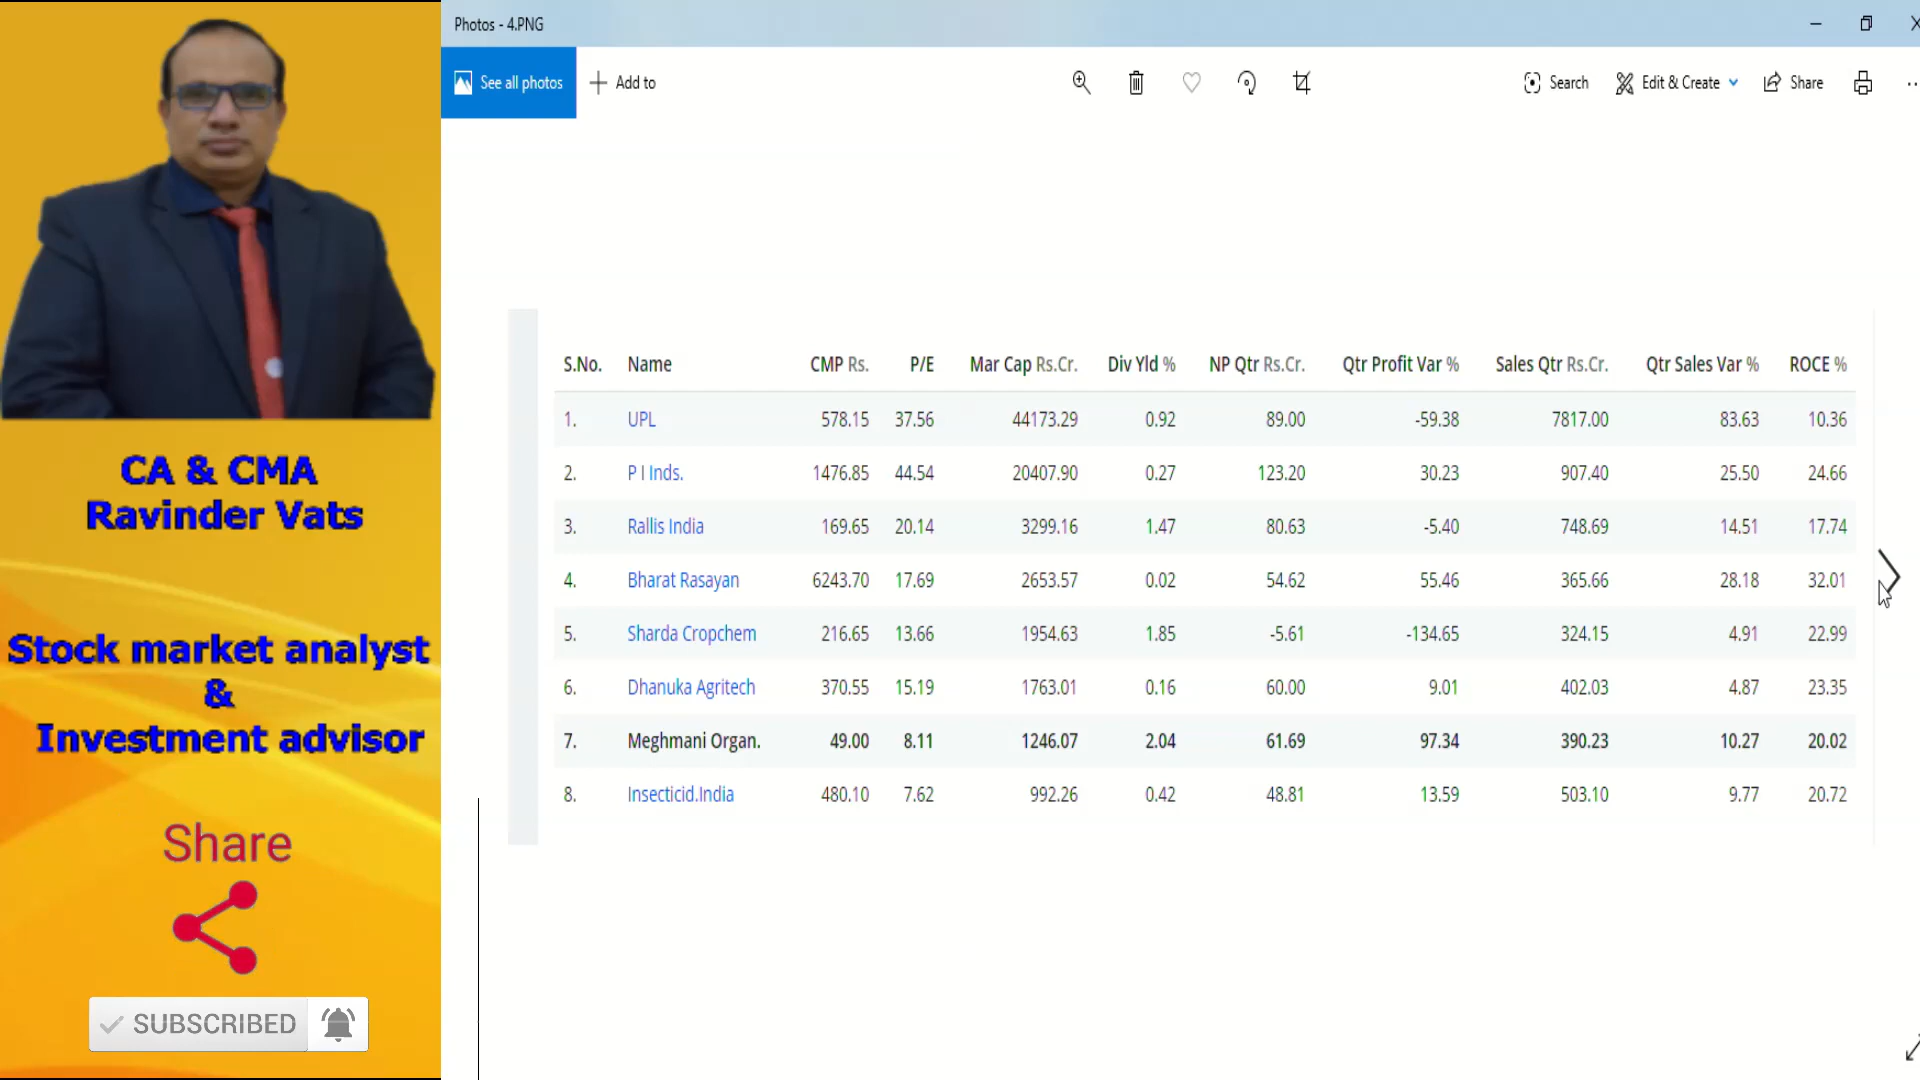 CA & CMA
Ravinder Vats
Stock market analyst
&
Investment advisor
Share
SUBSCRIBED
Photos - 4.PNG
See all photos Add to Search Edit & Create Share
S.No. Name CMP Rs. P/E Mar Cap Rs.Cr. Div Yld % NP Qtr Rs.Cr. Qtr Profit Var % Sales Qtr Rs.Cr. Qtr Sales Var % ROCE %
1. UPL 578.15 37.56 44173.29 0.92 89.00 -59.38 7817.00 83.63 10.36
2. P I Inds. 1476.85 44.54 20407.90 0.27 123.20 30.23 907.40 25.50 24.66
3. Rallis India 169.65 20.14 3299.16 1.47 80.63 -5.40 748.69 14.51 17.74
4. Bharat Rasayan 6243.70 17.69 2653.57 0.02 54.62 55.46 365.66 28.18 32.01
5. Sharda Cropchem 216.65 13.66 1954.63 1.85 -5.61 -134.65 324.15 4.91 22.99
6. Dhanuka Agritech 370.55 15.19 1763.01 0.16 60.00 9.01 402.03 4.87 23.35
7. Meghmani Organ. 49.00 8.11 1246.07 2.04 61.69 97.34 390.23 10.27 20.02
8. Insecticid.India 480.10 7.62 992.26 0.42 48.81 13.59 503.10 9.77 20.72